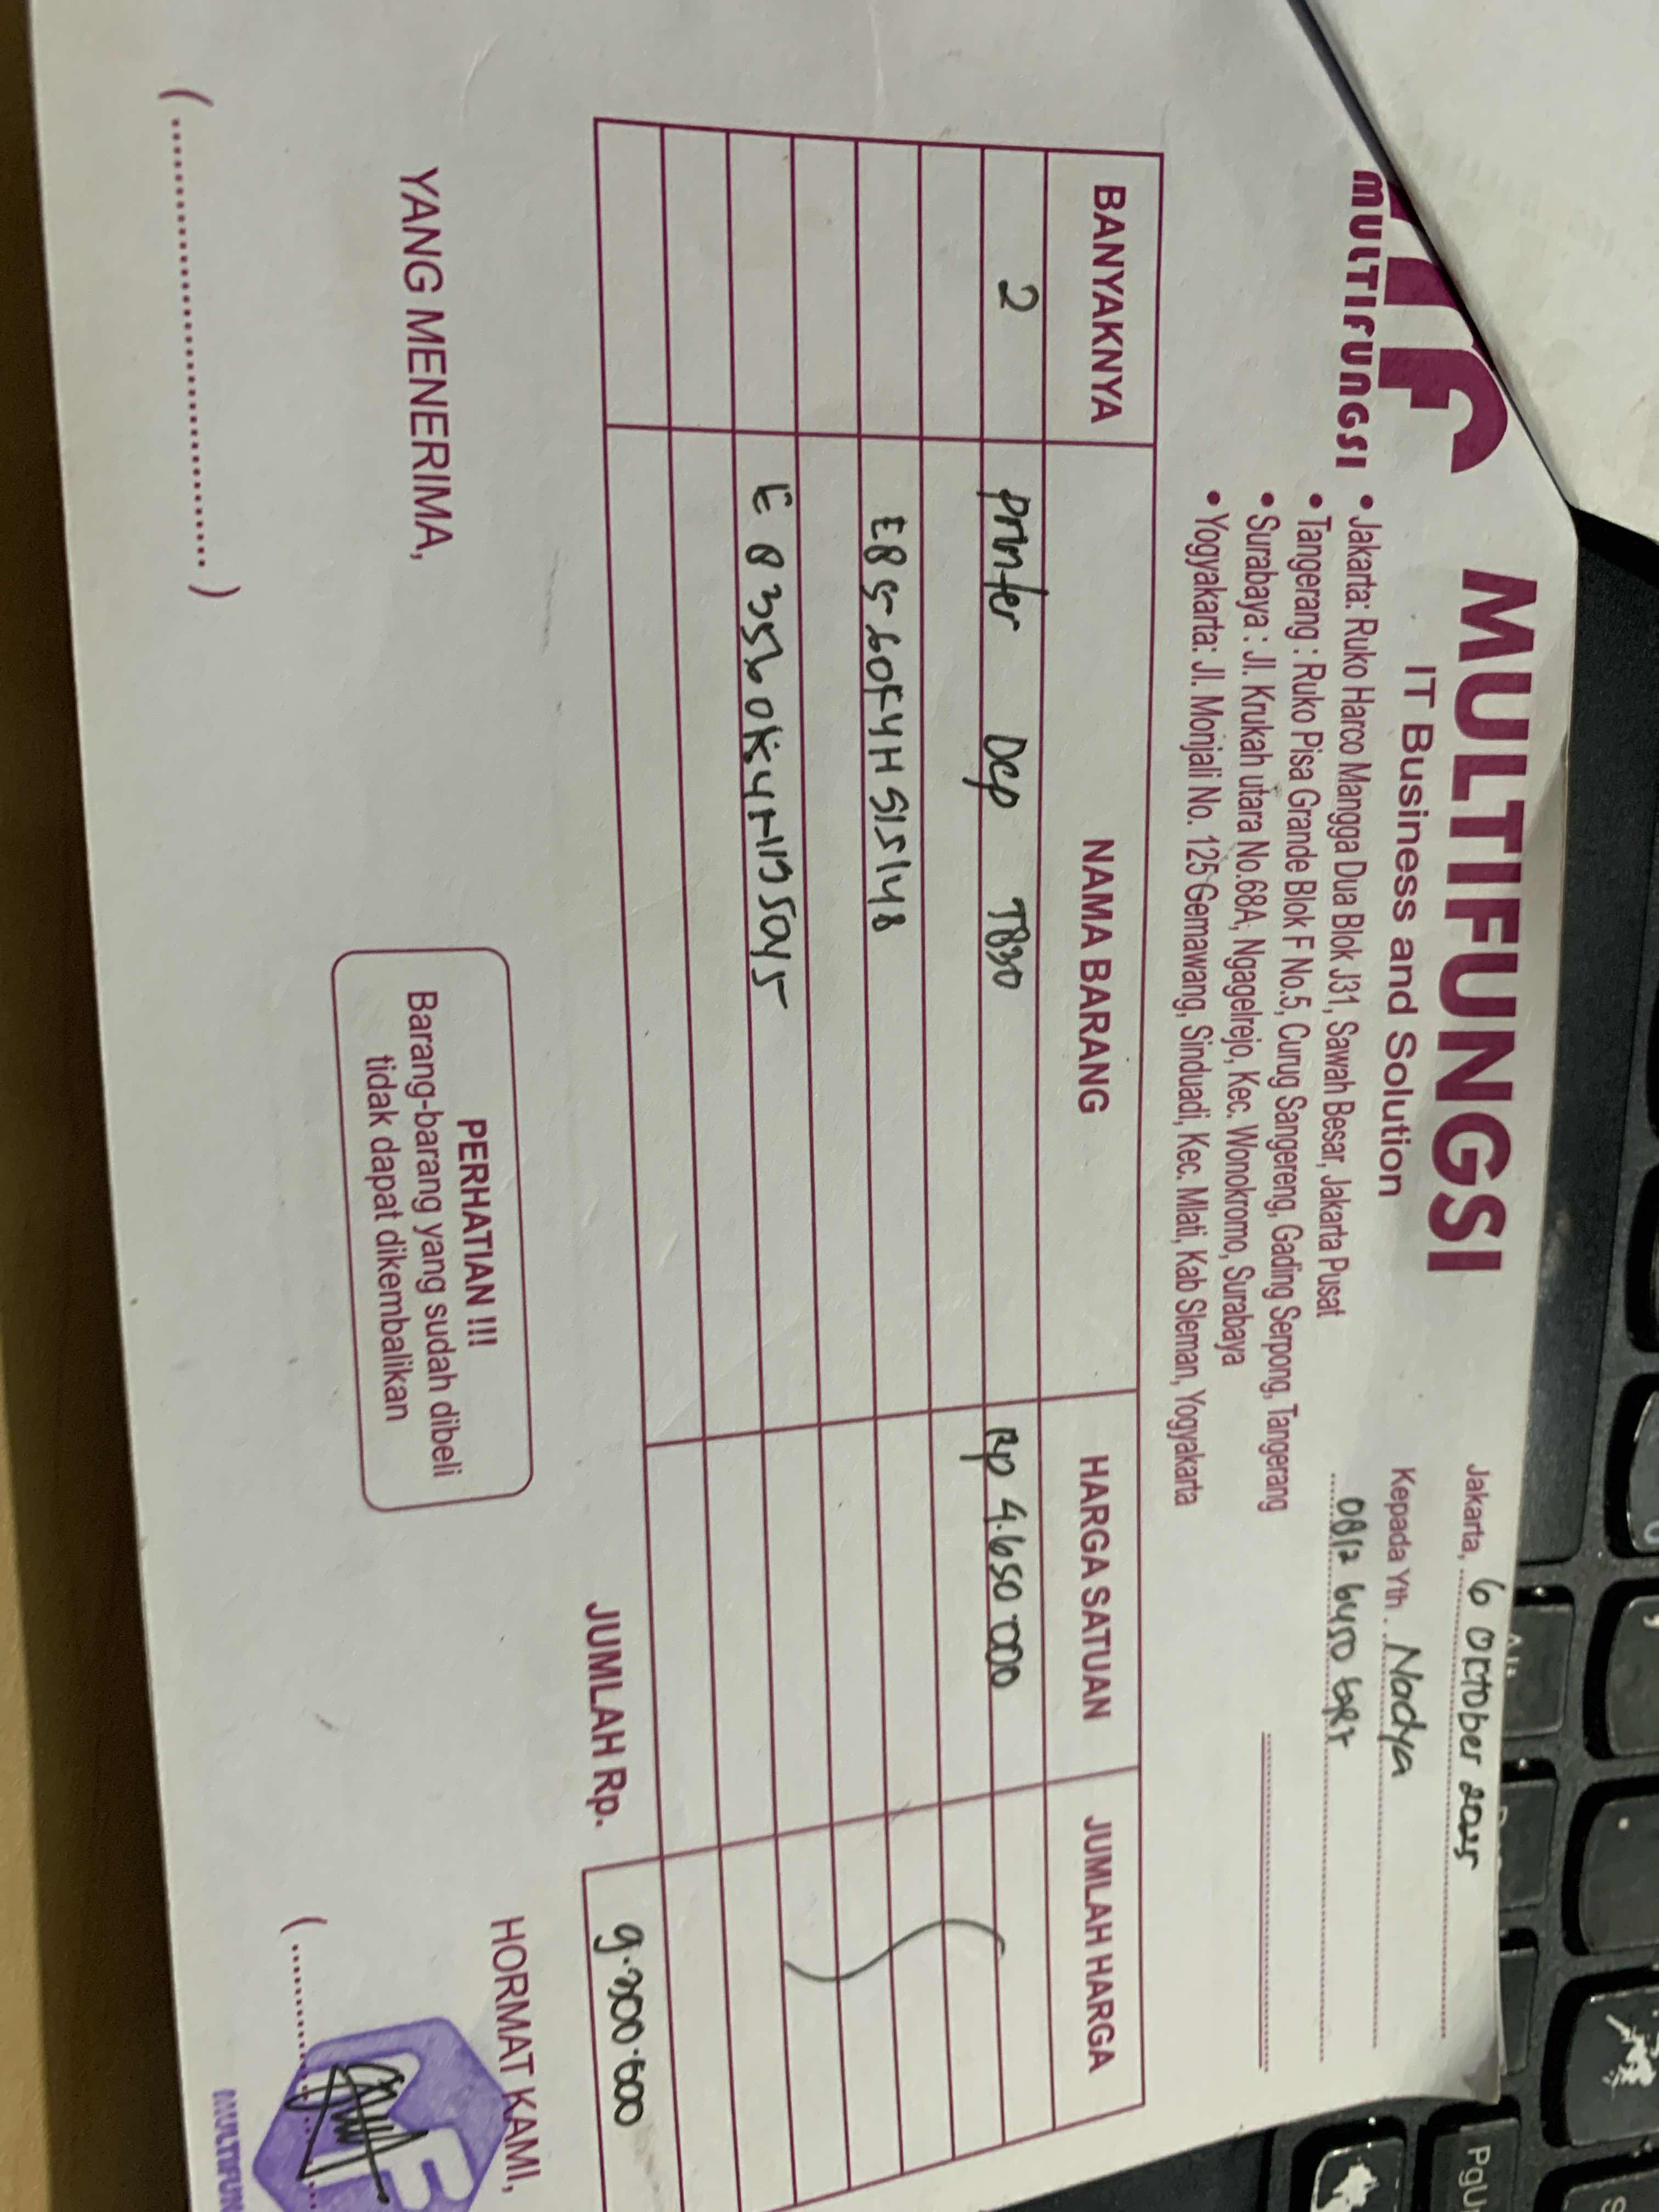 MULTIFUNGSI
MULTIFUNGSI
IT Business and Solution
• Jakarta: Ruko Harco Mangga Dua Blok J31, Sawah Besar, Jakarta Pusat
• Tangerang : Ruko Pisa Grande Blok F No.5, Curug Sangereng, Gading Serpong, Tangerang
• Surabaya : Jl. Krukah utara No.68A, Ngagelrejo, Kec. Wonokromo, Surabaya
• Yogyakarta: Jl. Monjali No. 125 Gemawang, Sinduadi, Kec. Mlati, Kab Sleman, Yogyakarta
Jakarta, 6 October 2025
Kepada Yth. Nadya
0812 6450
BANYAKNYA NAMA BARANG HARGA SATUAN JUMLAH HARGA
2 printer Dcp T830 Rp 4.650.000
JUMLAH Rp. 9.300.000
YANG MENERIMA,
PERHATIAN !!!
Barang-barang yang sudah dibeli
tidak dapat dikembalikan
HORMAT KAMI,
PgU